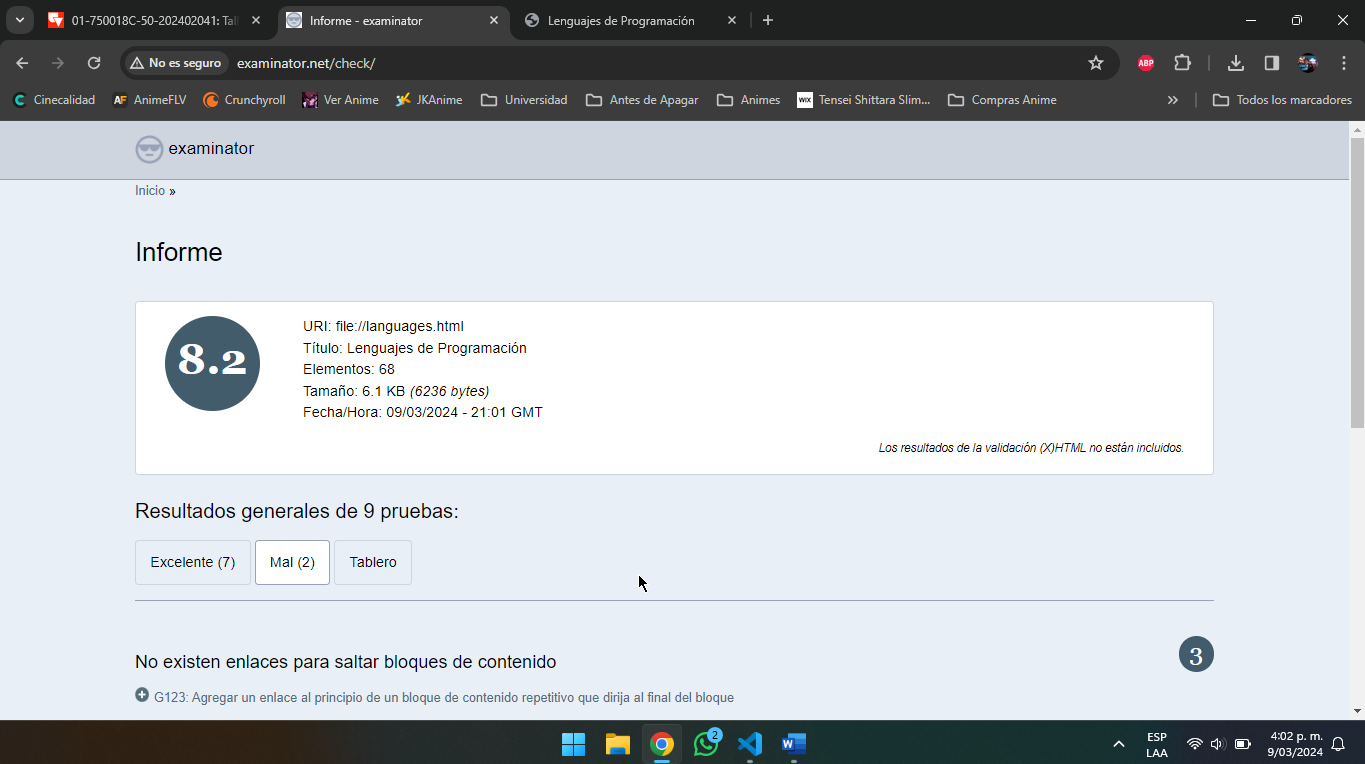 01-750018C-50-202402041: Tal
Informe - examinator
Lenguajes de Programación
No es seguro
examinator.net/check/
ABP
Cinecalidad
AF AnimeFLV
Crunchyroll
Ver Anime
JKAnime
Universidad
Antes de Apagar
Animes
WIX Tensei Shittara Slim...
Compras Anime
Todos los marcadores
examinator
Inicio »
Informe
8.2
URI: file://languages.html
Título: Lenguajes de Programación
Elementos: 68
Tamaño: 6.1 KB (6236 bytes)
Fecha/Hora: 09/03/2024 - 21:01 GMT
Los resultados de la validación (X)HTML no están incluidos.
Resultados generales de 9 pruebas:
Excelente (7)
Mal (2)
Tablero
No existen enlaces para saltar bloques de contenido
3
G123: Agregar un enlace al principio de un bloque de contenido repetitivo que dirija al final del bloque
2
ESP
LAA
4:02 p. m.
9/03/2024